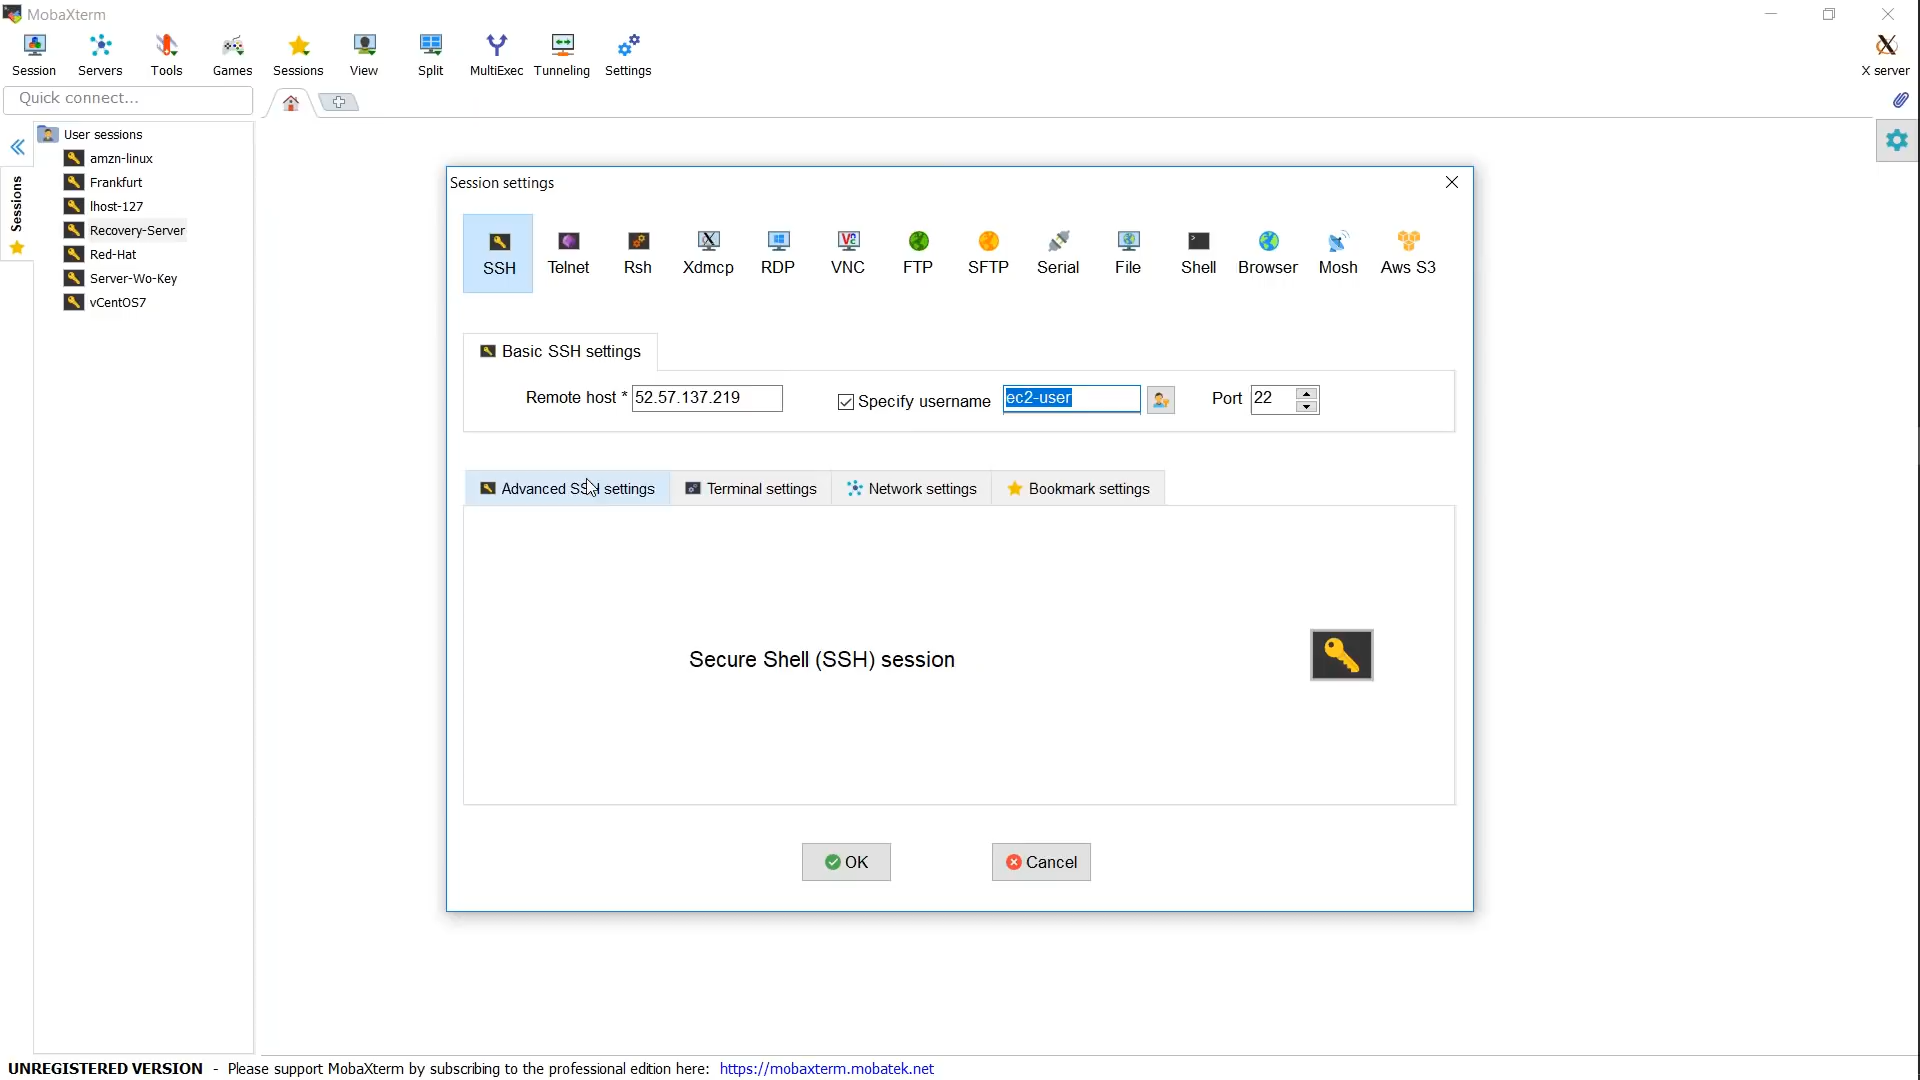 MobaXterm
Session Servers Tools Games Sessions View Split MultiExec Tunneling Settings X server
Quick connect...
Sessions
User sessions
amzn-linux
Frankfurt
lhost-127
Recovery-Server
Red-Hat
Server-Wo-Key
vCentOS7
Session settings
SSH Telnet Rsh Xdmcp RDP VNC FTP SFTP Serial File Shell Browser Mosh Aws S3
Basic SSH settings
Remote host * 52.57.137.219 Specify username ec2-user Port 22
Advanced SSH settings Terminal settings Network settings Bookmark settings
Secure Shell (SSH) session
OK Cancel
UNREGISTERED VERSION - Please support MobaXterm by subscribing to the professional edition here: https://mobaxterm.mobatek.net